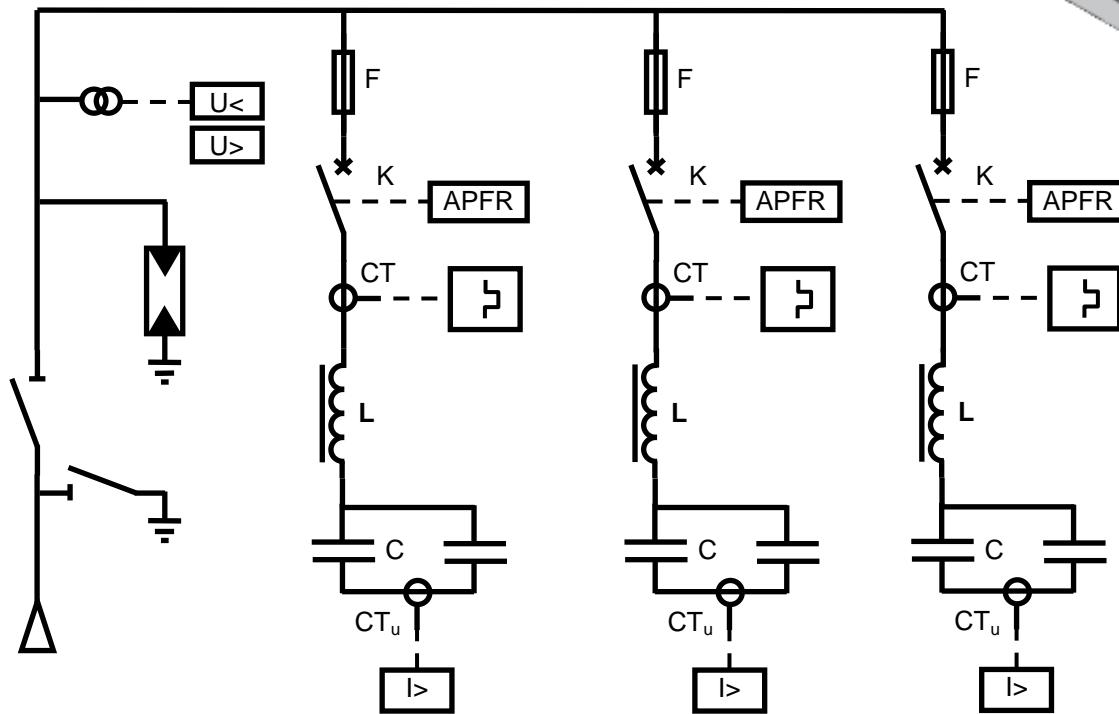 F F F
U<
U>
K K K
APFR APFR APFR
CT CT CT
L L L
C C C
CTu CTu CTu
I> I> I>